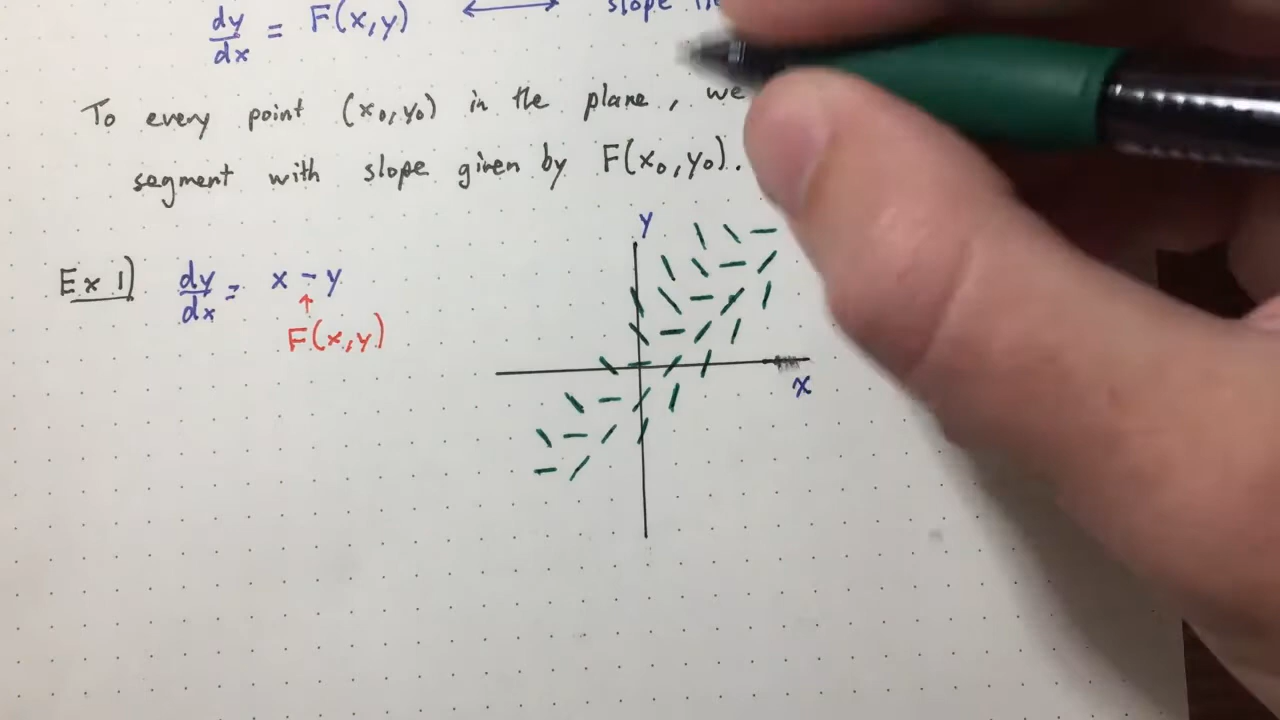 dy/dx = F(x,y) ⟷ slope
To every point (x₀,y₀) in the plane, we
segment with slope given by F(x₀,y₀).
Ex 1) dy/dx = x - y
↑
F(x,y)
y
x